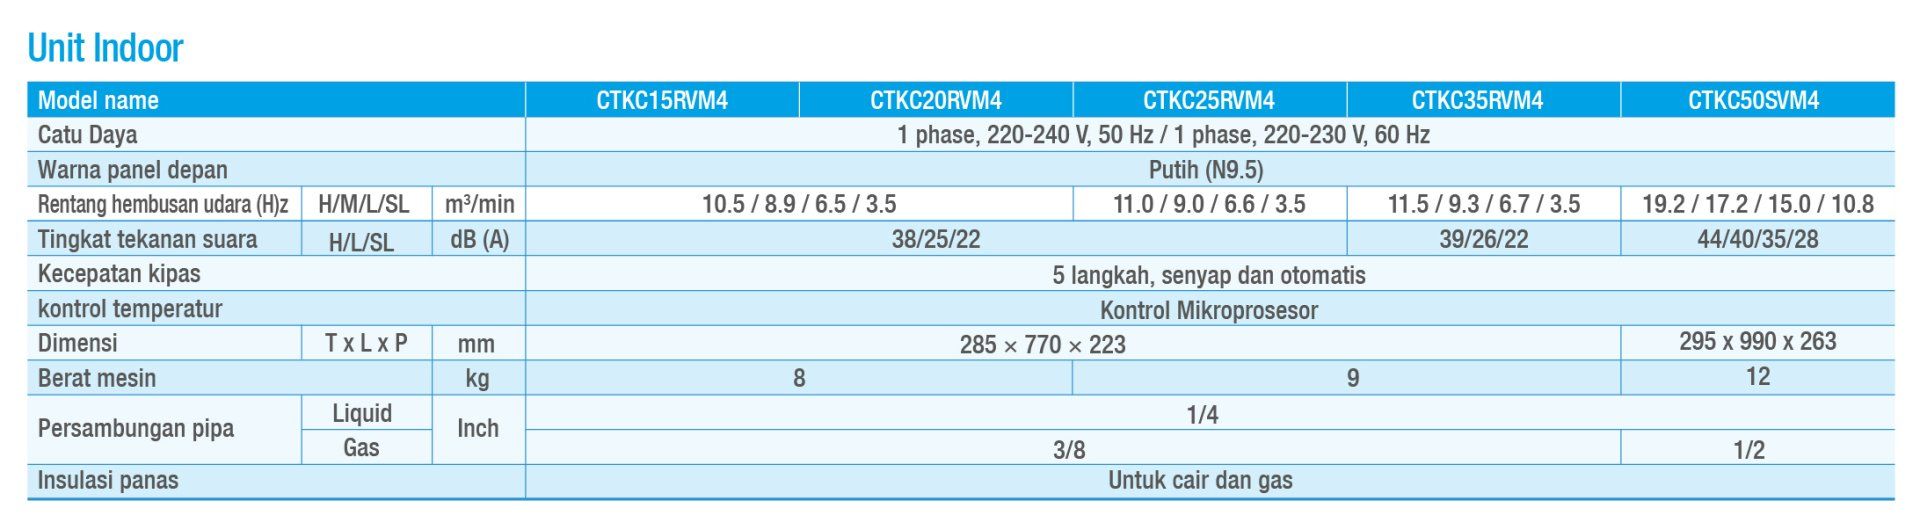 Unit Indoor
Model name CTKC15RVM4 CTKC20RVM4 CTKC25RVM4 CTKC35RVM4 CTKC50SVM4
Catu Daya 1 phase, 220-240 V, 50 Hz / 1 phase, 220-230 V, 60 Hz
Warna panel depan Putih (N9.5)
Rentang hembusan udara (H)z H/M/L/SL m³/min 10.5 / 8.9 / 6.5 / 3.5 11.0 / 9.0 / 6.6 / 3.5 11.5 / 9.3 / 6.7 / 3.5 19.2 / 17.2 / 15.0 / 10.8
Tingkat tekanan suara H/L/SL dB (A) 38/25/22 39/26/22 44/40/35/28
Kecepatan kipas 5 langkah, senyap dan otomatis
kontrol temperatur Kontrol Mikroprosesor
Dimensi T x L x P mm 285 × 770 × 223 295 x 990 x 263
Berat mesin kg 8 9 12
Persambungan pipa Liquid Inch 1/4
Gas 3/8 1/2
Insulasi panas Untuk cair dan gas